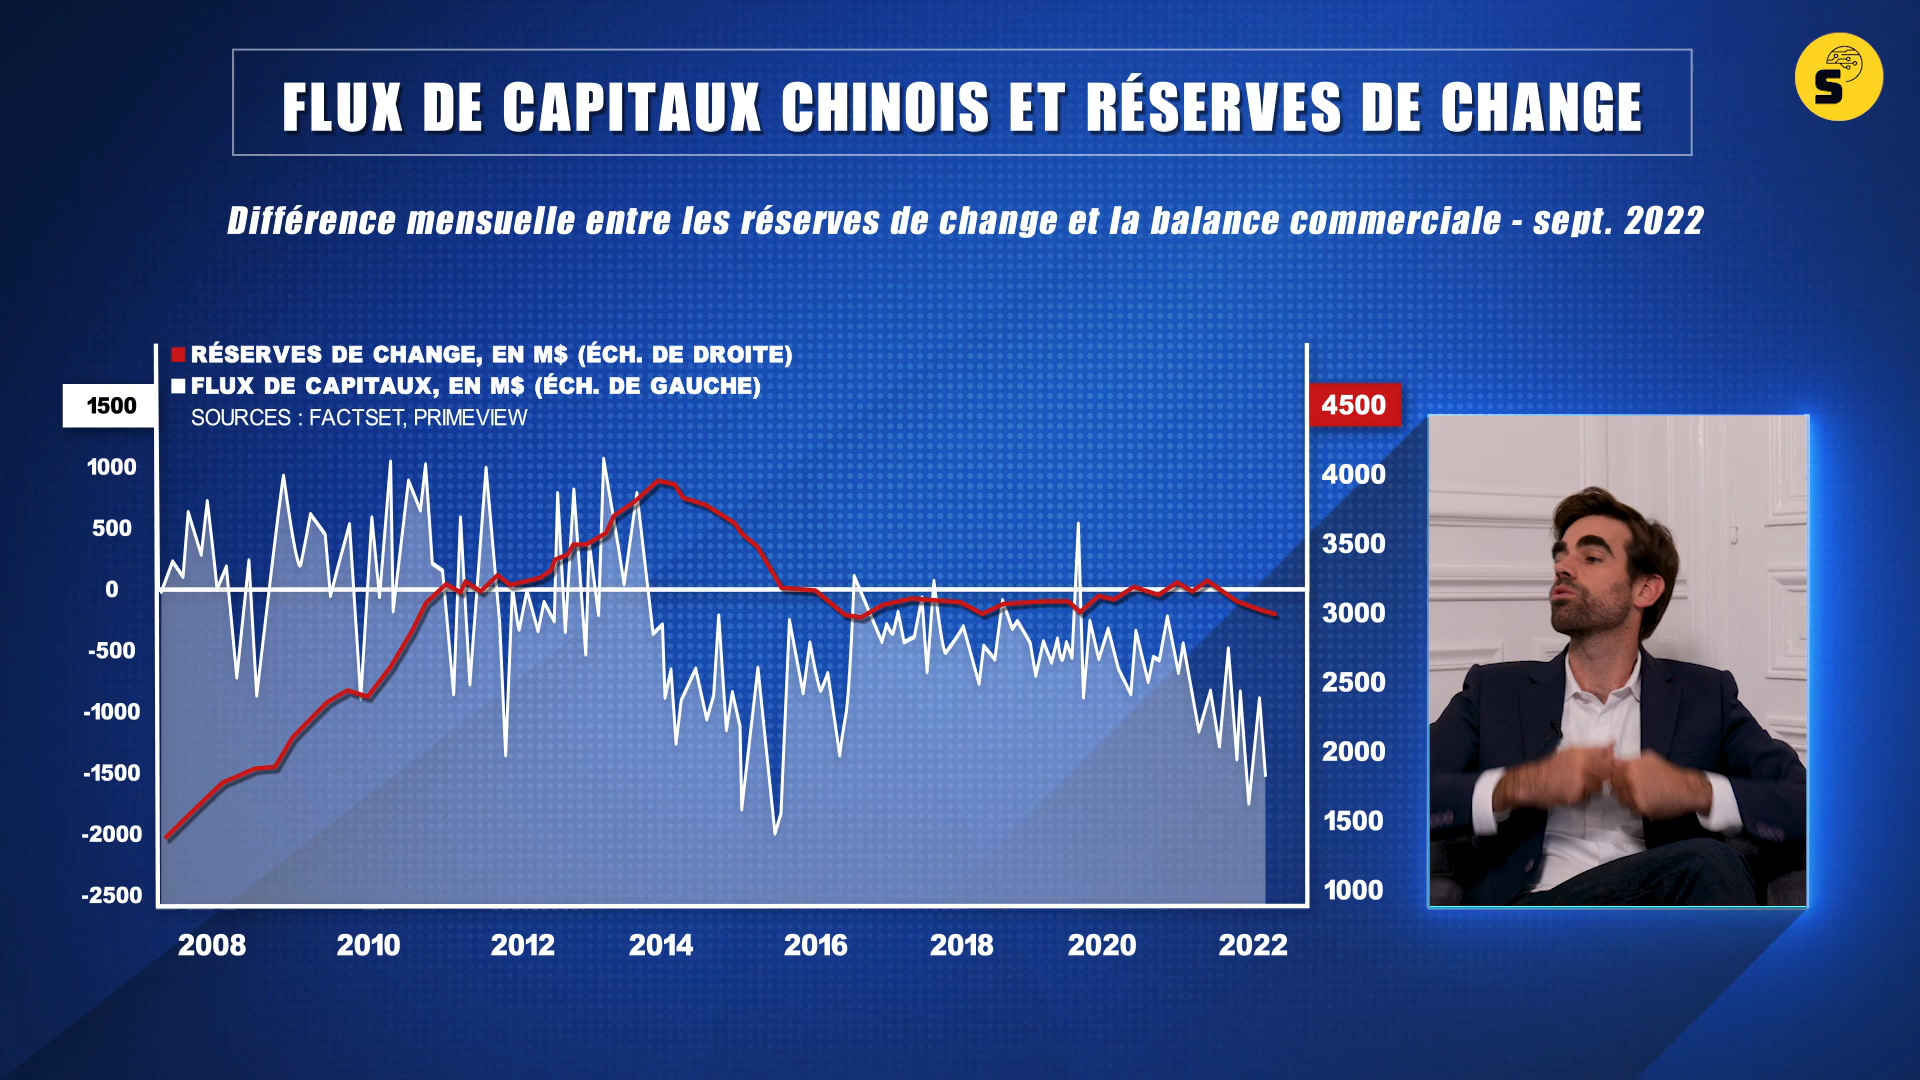 FLUX DE CAPITAUX CHINOIS ET RÉSERVES DE CHANGE
S
Différence mensuelle entre les réserves de change et la balance commerciale - sept. 2022
RÉSERVES DE CHANGE, EN M$ (ÉCH. DE DROITE)
FLUX DE CAPITAUX, EN M$ (ÉCH. DE GAUCHE)
SOURCES : FACTSET, PRIMEVIEW
1500
1000
500
0
-500
-1000
-1500
-2000
-2500
4500
4000
3500
3000
2500
2000
1500
1000
2008 2010 2012 2014 2016 2018 2020 2022